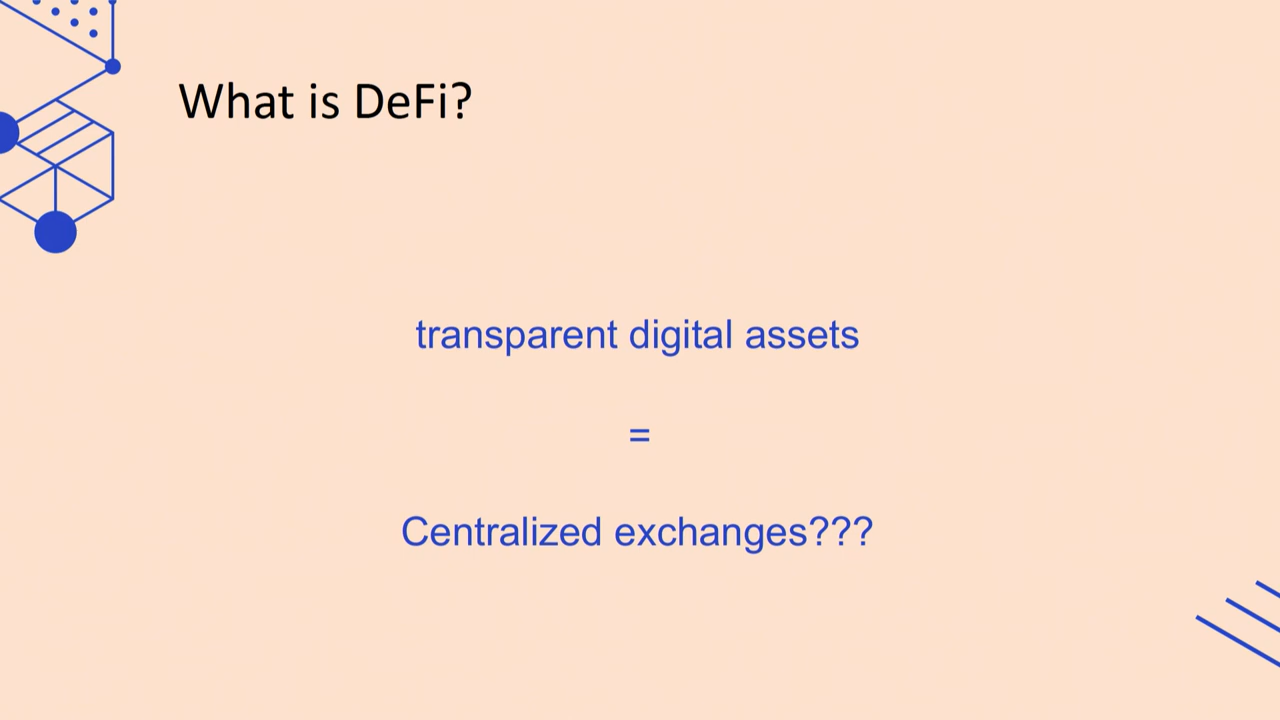 What is DeFi?
transparent digital assets
=
Centralized exchanges???